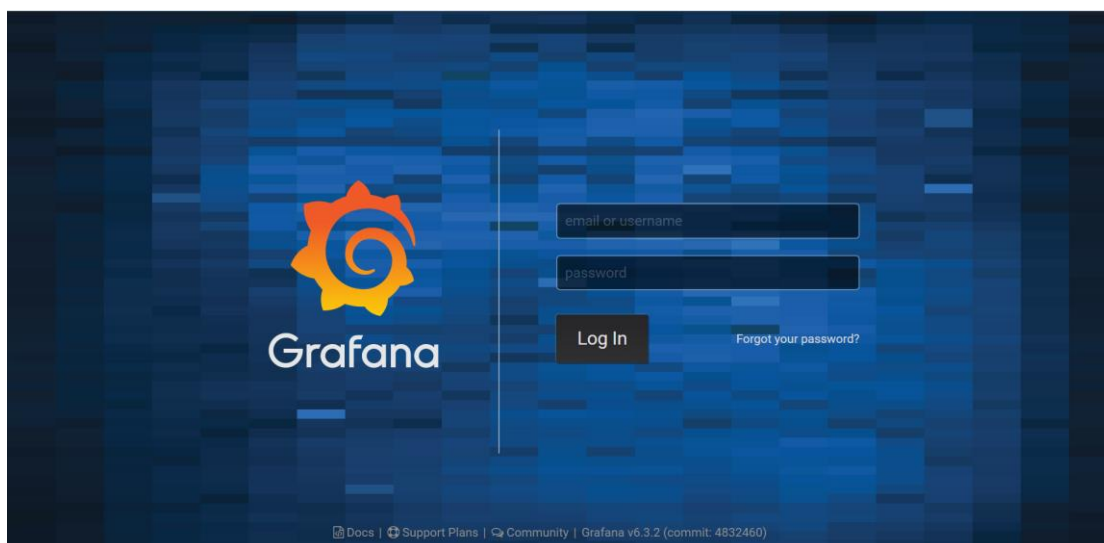 email or username
password
Grafana
Log In
Forgot your password?
Docs | Support Plans | Community | Grafana v6.3.2 (commit: 4832460)